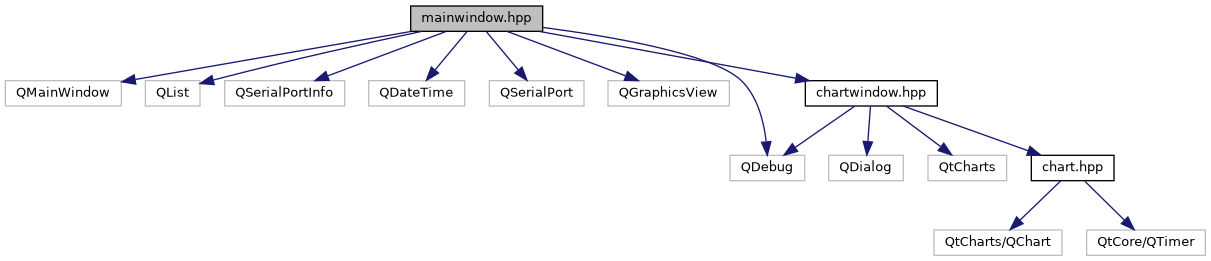 mainwindow.hpp
QMainWindow
QList
QSerialPortInfo
QDateTime
QSerialPort
QGraphicsView
chartwindow.hpp
QDebug
QDialog
QtCharts
chart.hpp
QtCharts/QChart
QtCore/QTimer